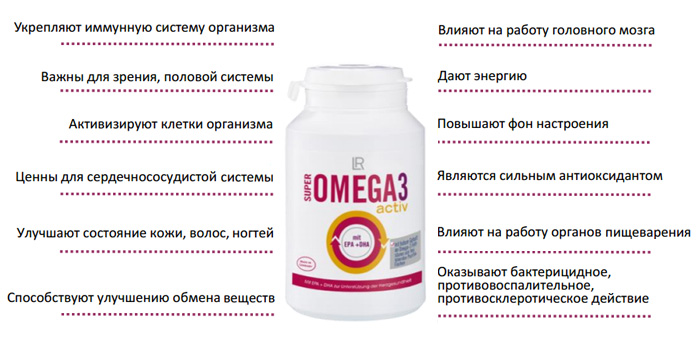 Укрепляют иммунную систему организма
Важны для зрения, половой системы
Активизируют клетки организма
Ценны для сердечнососудистой системы
Улучшают состояние кожи, волос, ногтей
Способствуют улучшению обмена веществ
LR
SUPER
OMEGA3
activ
mit
EPA + DHA
Влияют на работу головного мозга
Дают энергию
Повышают фон настроения
Являются сильным антиоксидантом
Влияют на работу органов пищеварения
Оказывают бактерицидное,
противовоспалительное,
противосклеротическое действие